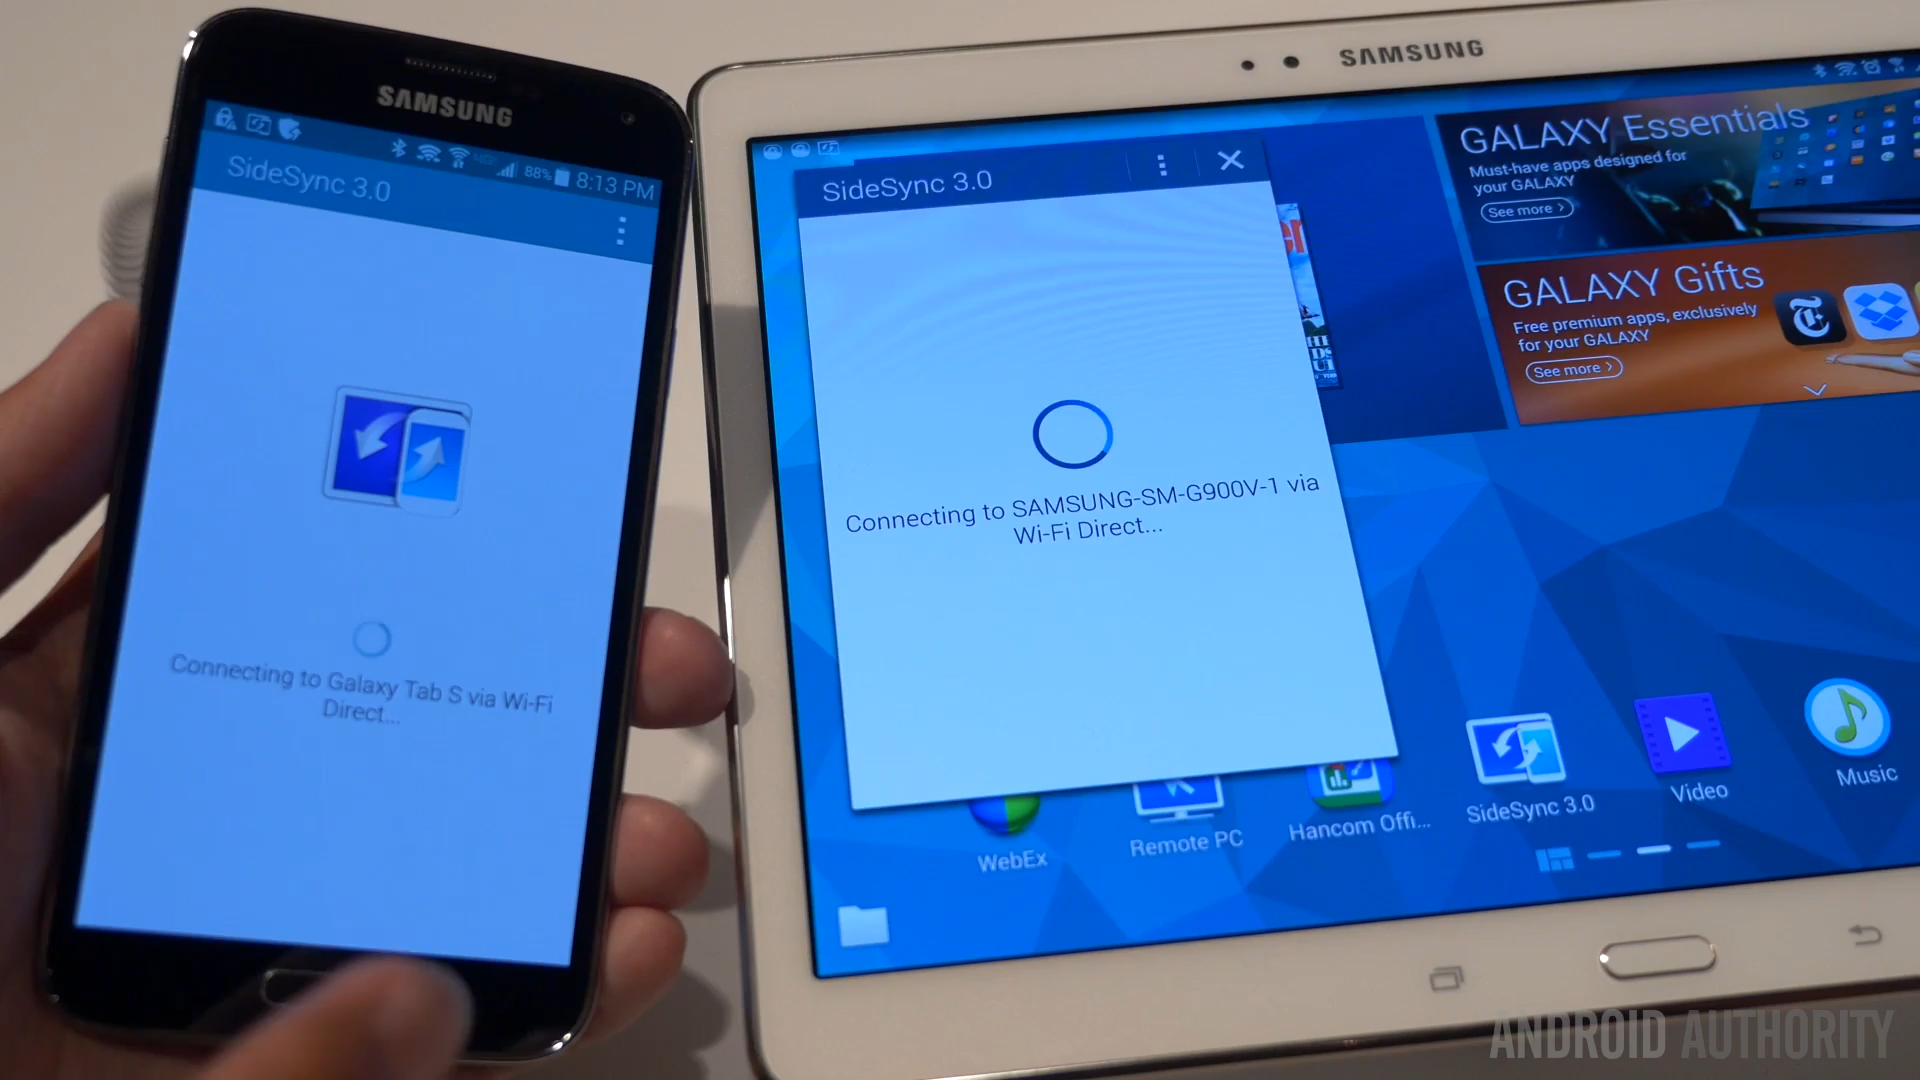 SAMSUNG
88% 8:13 PM
SideSync 3.0
Connecting to Galaxy Tab S via Wi-Fi
Direct...
SAMSUNG
SideSync 3.0
Connecting to SAMSUNG-SM-G900V-1 via
Wi-Fi Direct...
GALAXY Essentials
Must-have apps designed for
your GALAXY
See more >
GALAXY Gifts
Free premium apps, exclusively
for your GALAXY
See more >
WebEx
Remote PC
Hancom Offi...
SideSync 3.0
Video
Music
ANDROID AUTHORITY